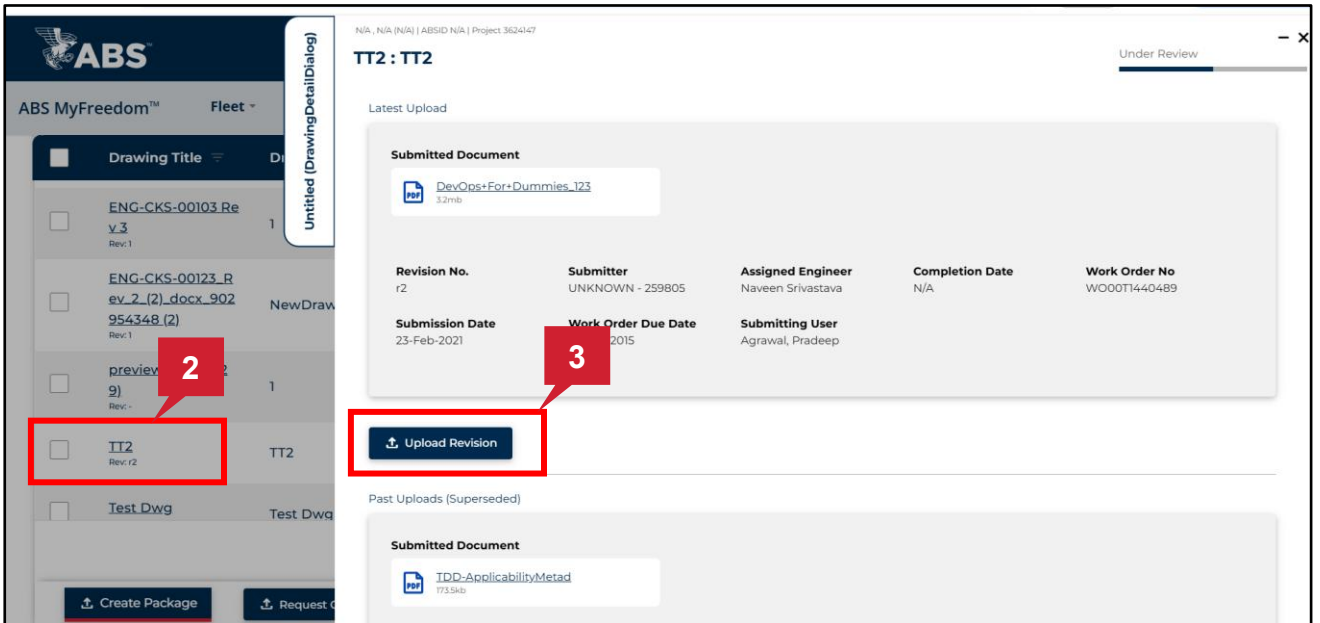 ABS
ABS MyFreedom™
Fleet
Drawing Title
ENG-CKS-00103 Re
v 3
Rev: 1
1
ENG-CKS-00123_R
ev_2_(2)_docx_902
954348 (2)
Rev: 1
NewDraw
preview
9)
Rev: -
1
2
TT2
Rev: r2
TT2
Test Dwg
Test Dwg
Create Package
Request
Untitled (DrawingDetailDialog)
N/A , N/A (N/A) | ABSID N/A | Project 3624147
TT2 : TT2
Under Review
Latest Upload
Submitted Document
PDF
DevOps+For+Dummies_123
3.2mb
Revision No.
r2
Submitter
UNKNOWN - 259805
Assigned Engineer
Naveen Srivastava
Completion Date
N/A
Work Order No
WO00T1440489
Submission Date
23-Feb-2021
Work Order Due Date
2015
Submitting User
Agrawal, Pradeep
3
Upload Revision
Past Uploads (Superseded)
Submitted Document
PDF
TDD-ApplicabilityMetad
173.5kb